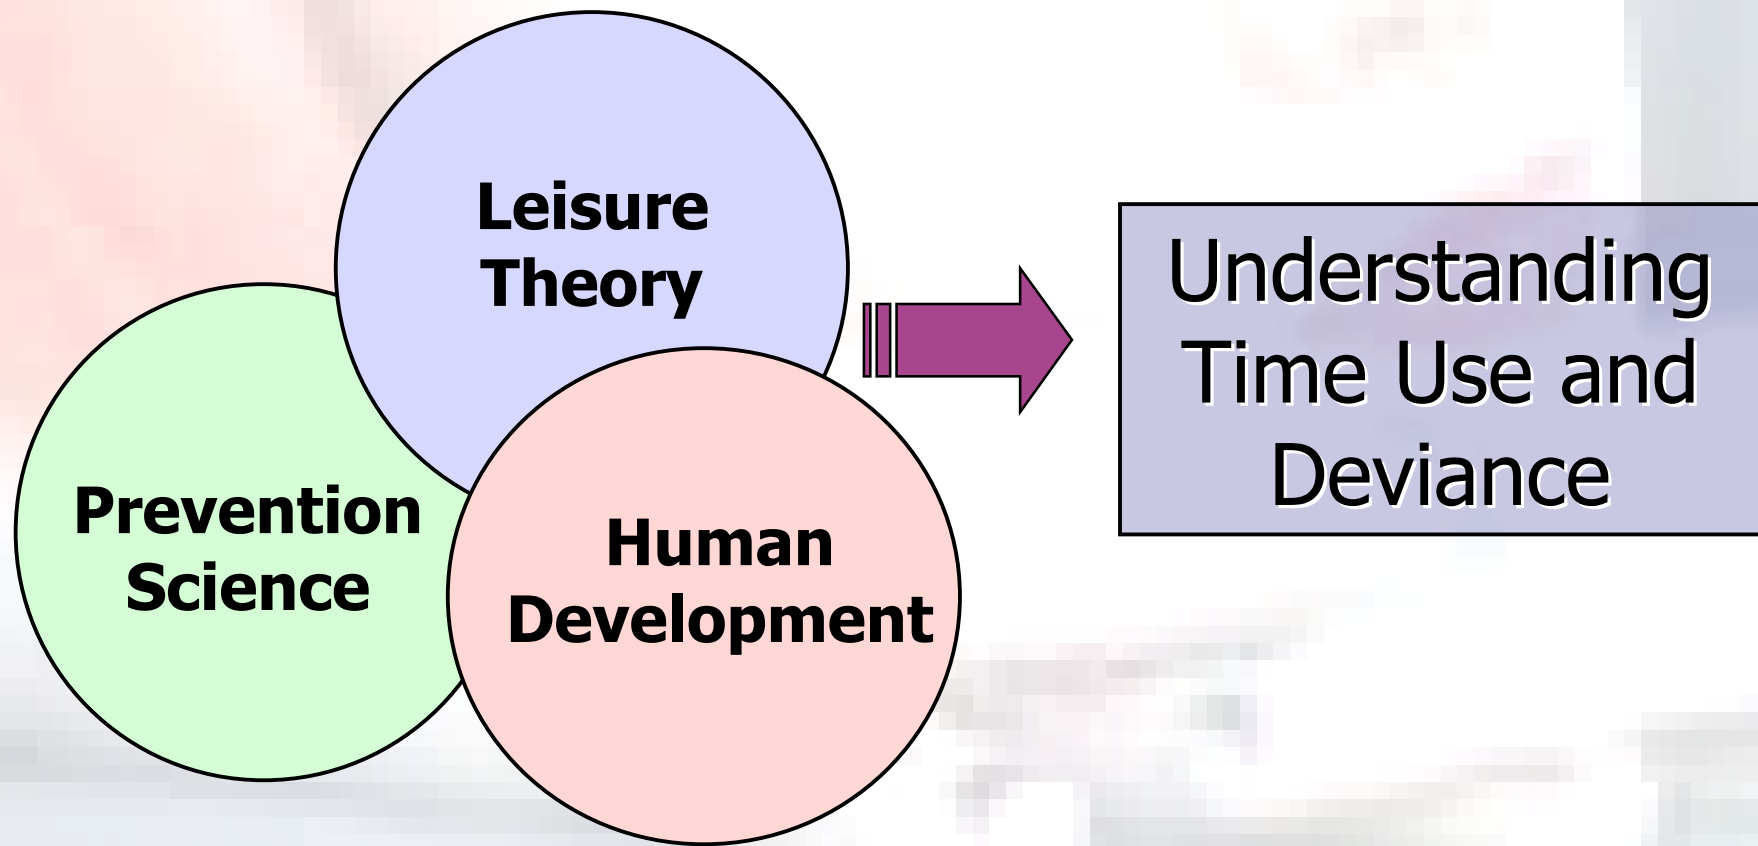 Leisure
Theory
Prevention
Science
Human
Development
Understanding
Time Use and
Deviance